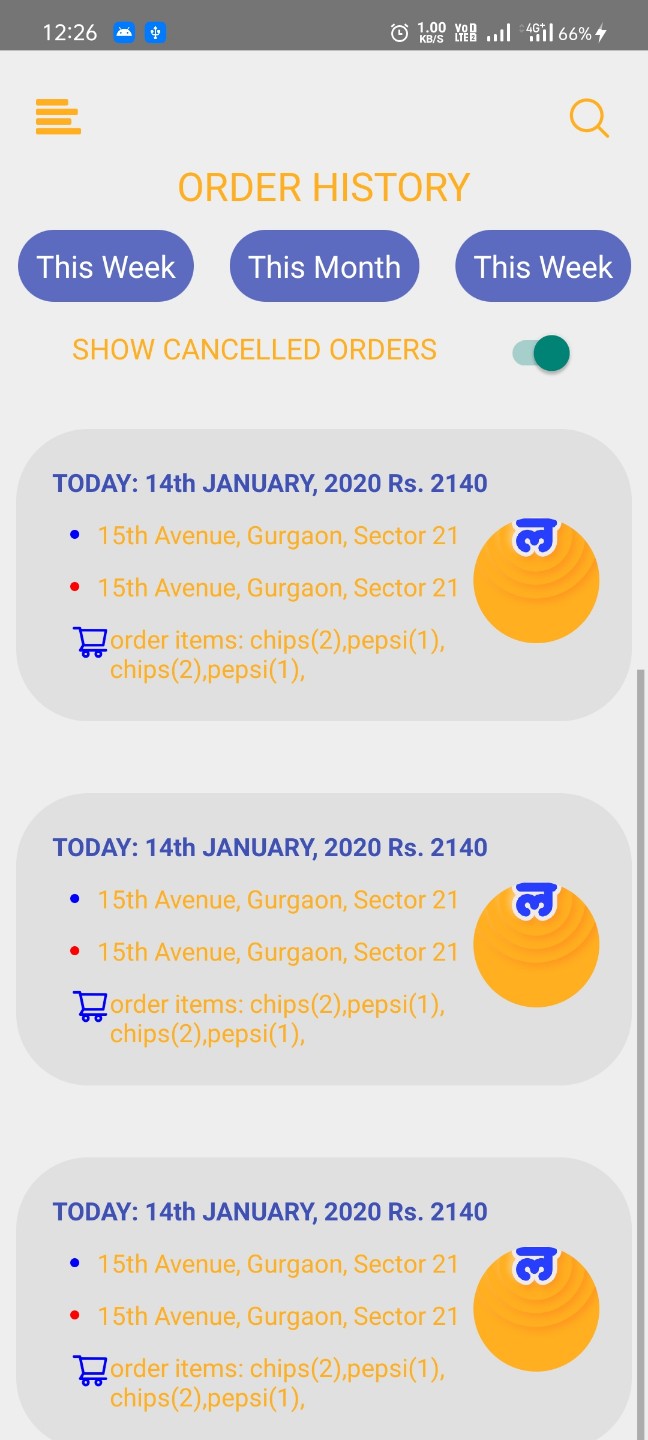 12:26 1.00 KB/S VoD LTE2 4G+ 66%
ORDER HISTORY
This Week This Month This Week
SHOW CANCELLED ORDERS
TODAY: 14th JANUARY, 2020 Rs. 2140
15th Avenue, Gurgaon, Sector 21
15th Avenue, Gurgaon, Sector 21
ल
order items: chips(2),pepsi(1),
chips(2),pepsi(1),
TODAY: 14th JANUARY, 2020 Rs. 2140
15th Avenue, Gurgaon, Sector 21
15th Avenue, Gurgaon, Sector 21
ल
order items: chips(2),pepsi(1),
chips(2),pepsi(1),
TODAY: 14th JANUARY, 2020 Rs. 2140
15th Avenue, Gurgaon, Sector 21
15th Avenue, Gurgaon, Sector 21
ल
order items: chips(2),pepsi(1),
chips(2),pepsi(1),